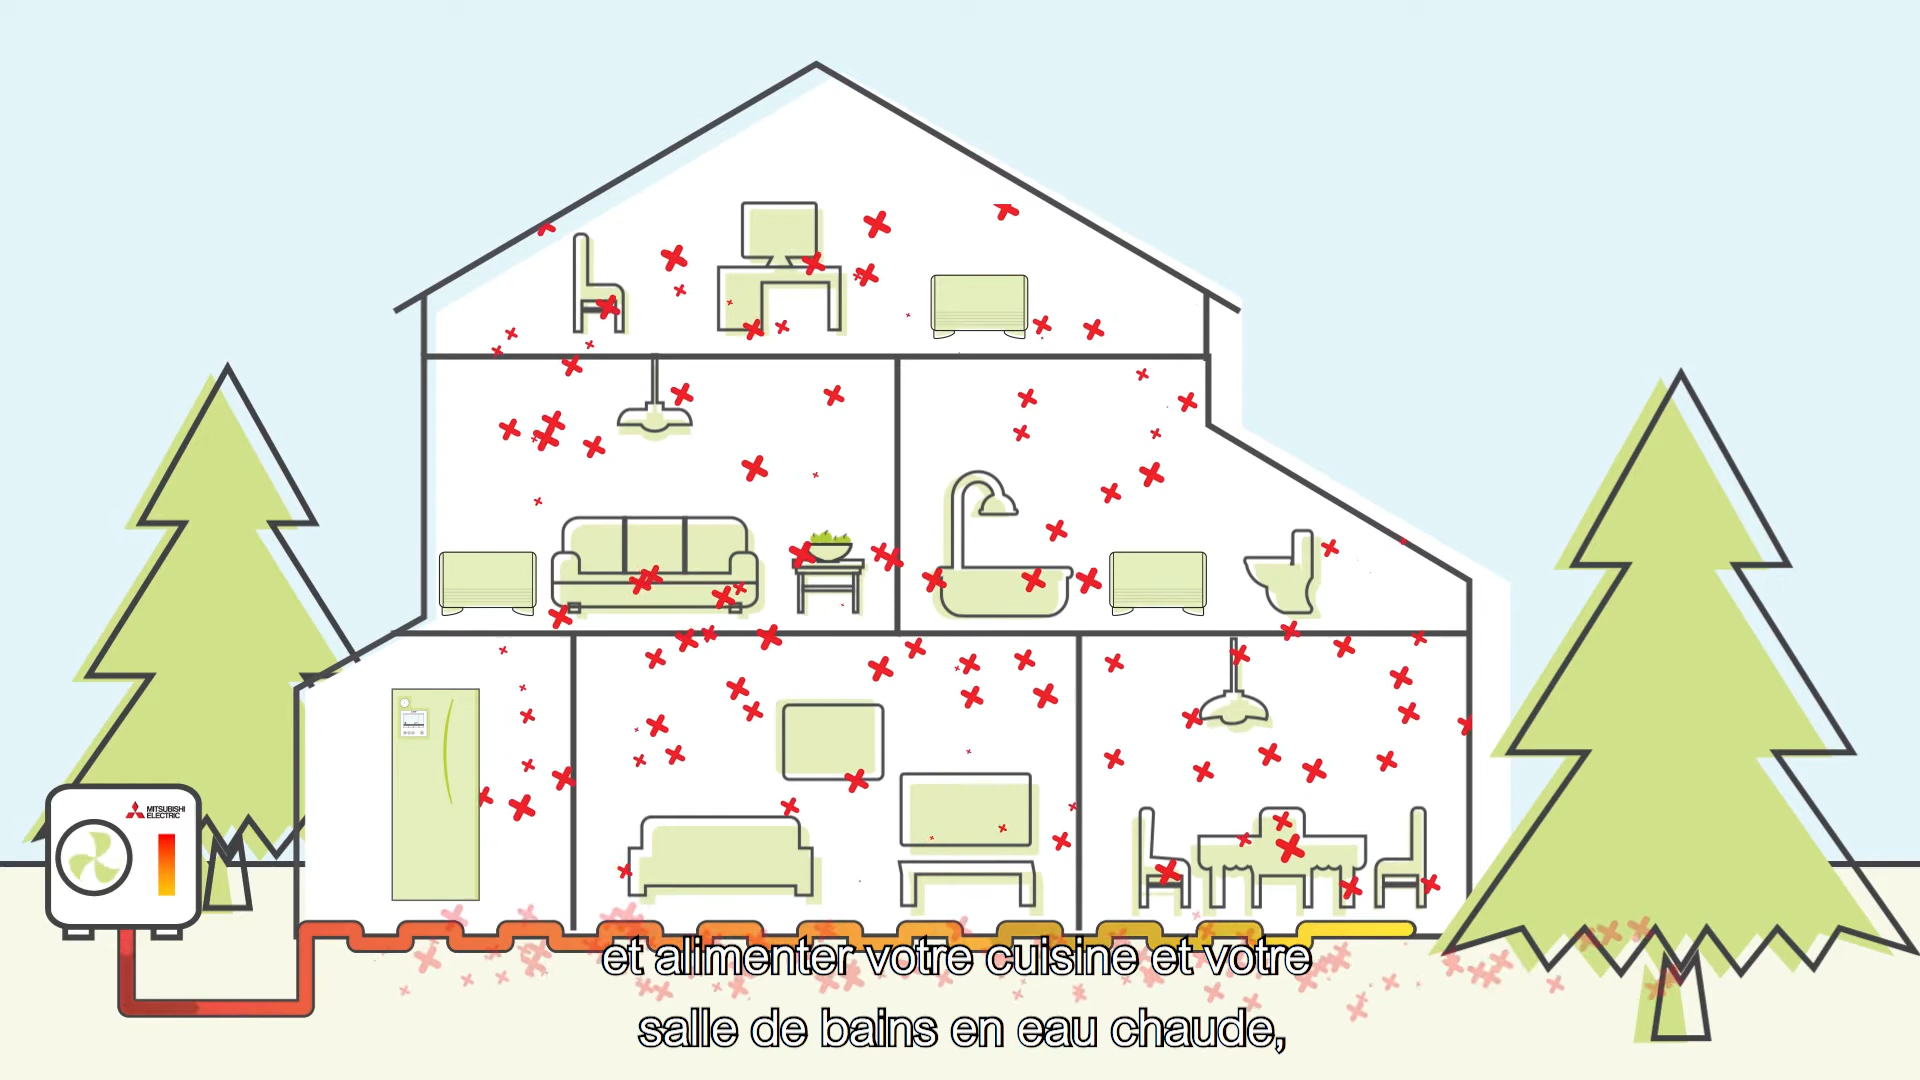 MITSUBISHI
ELECTRIC
et alimenter votre cuisine et votre
salle de bains en eau chaude,